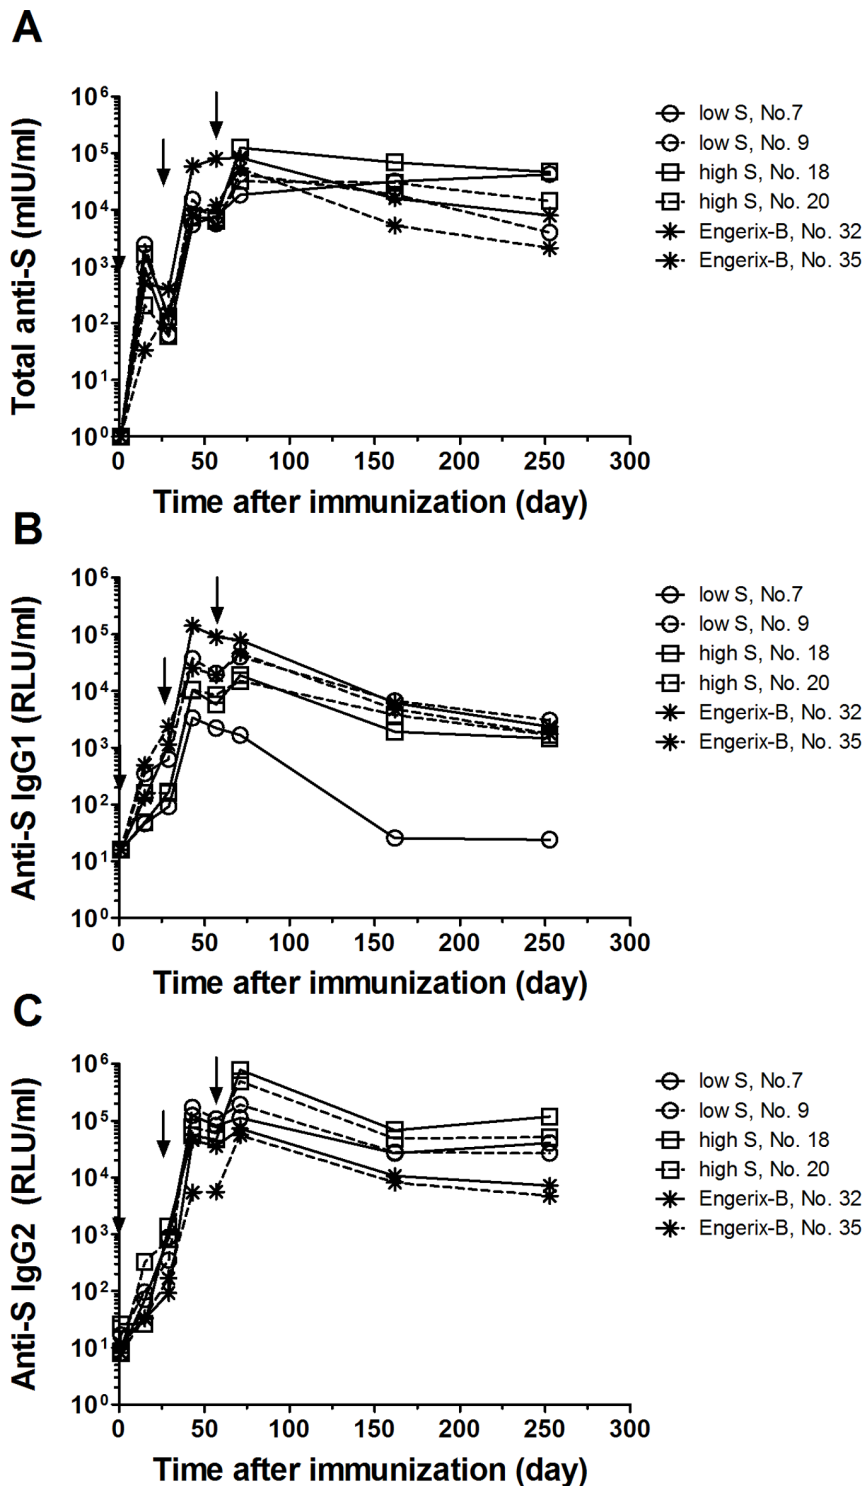 A
Total anti-S (mIU/ml)
10⁶
10⁵
10⁴
10³
10²
10¹
10⁰
0 50 100 150 200 250 300
Time after immunization (day)
low S, No.7
low S, No. 9
high S, No. 18
high S, No. 20
Engerix-B, No. 32
Engerix-B, No. 35
B
Anti-S IgG1 (RLU/ml)
10⁶
10⁵
10⁴
10³
10²
10¹
10⁰
0 50 100 150 200 250 300
Time after immunization (day)
low S, No.7
low S, No. 9
high S, No. 18
high S, No. 20
Engerix-B, No. 32
Engerix-B, No. 35
C
Anti-S IgG2 (RLU/ml)
10⁶
10⁵
10⁴
10³
10²
10¹
10⁰
0 50 100 150 200 250 300
Time after immunization (day)
low S, No.7
low S, No. 9
high S, No. 18
high S, No. 20
Engerix-B, No. 32
Engerix-B, No. 35